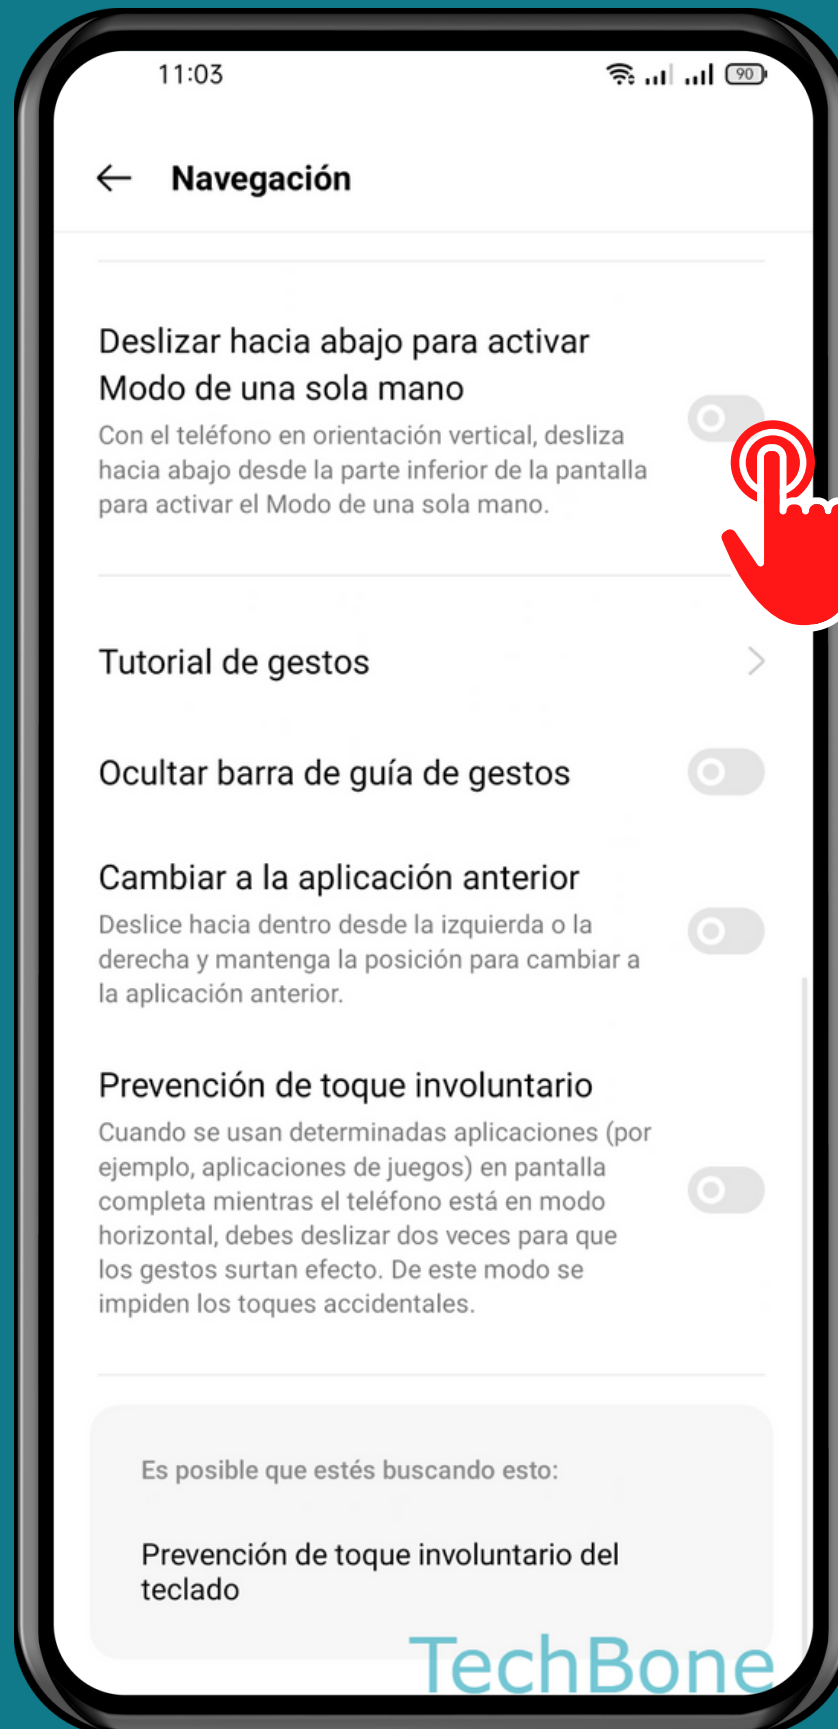 11:03
90
Navegación
Deslizar hacia abajo para activar
Modo de una sola mano
Con el teléfono en orientación vertical, desliza
hacia abajo desde la parte inferior de la pantalla
para activar el Modo de una sola mano.
Tutorial de gestos
Ocultar barra de guía de gestos
Cambiar a la aplicación anterior
Deslice hacia dentro desde la izquierda o la
derecha y mantenga la posición para cambiar a
la aplicación anterior.
Prevención de toque involuntario
Cuando se usan determinadas aplicaciones (por
ejemplo, aplicaciones de juegos) en pantalla
completa mientras el teléfono está en modo
horizontal, debes deslizar dos veces para que
los gestos surtan efecto. De este modo se
impiden los toques accidentales.
Es posible que estés buscando esto:
Prevención de toque involuntario del
teclado
TechBone